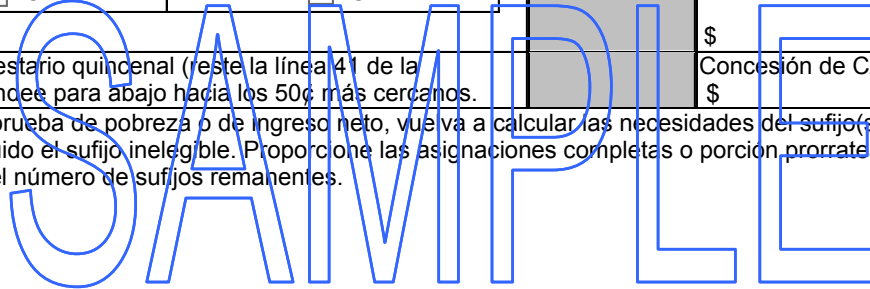 $
estario quincenal (reste la línea 41 de la
ndee para abajo hacia los 50¢ más cercanos.
Concesión de C
$
prueba de pobreza o de ingreso neto, vuelva a calcular las necesidades del sufijo(s
uido el sufijo inelegible. Proporcione las asignaciones completas o porción prorrate
el número de sufijos remanentes.
SAMPLE